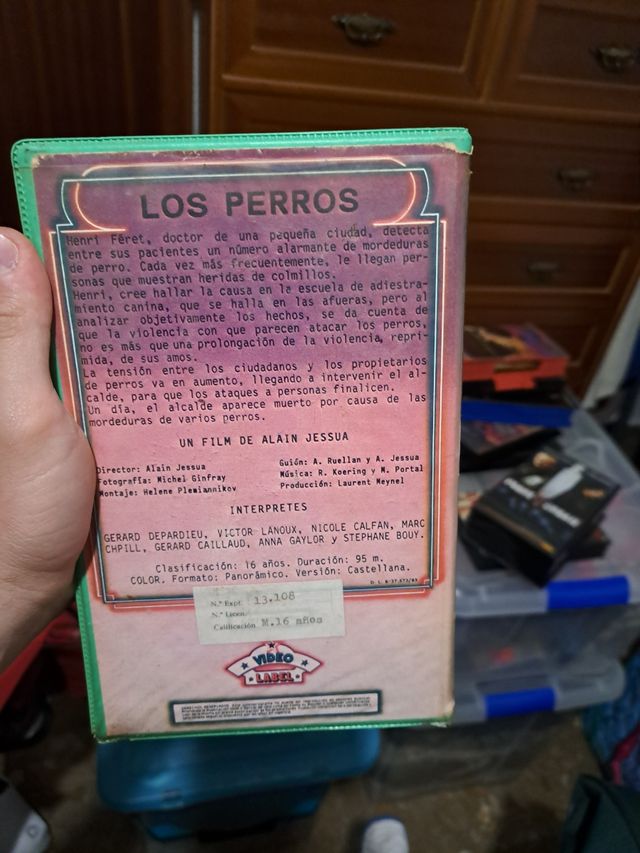 LOS PERROS
Henri Féret, doctor de una pequeña ciudad, detecta
entre sus pacientes un número alarmante de mordeduras
de perro. Cada vez más frecuentemente, le llegan per-
sonas que muestran heridas de colmillos.
Henri, cree hallar la causa en la escuela de adiestra-
miento canina, que se halla en las afueras, pero al
analizar objetivamente los hechos, se da cuenta de
que la violencia con que parecen atacar los perros,
no es más que una prolongación de la violencia, repri-
mida, de sus amos.
La tensión entre los ciudadanos y los propietarios
de perros va en aumento, llegando a intervenir el al-
calde, para que los ataques a personas finalicen.
Un día, el alcalde aparece muerto por causa de las
mordeduras de varios perros.
UN FILM DE ALAIN JESSUA
Director: Alain Jessua
Fotografía: Michel Ginfray
Montaje: Helene Plemiannikov
Guión: A. Ruellan y A. Jessua
Música: R. Koering y M. Portal
Producción: Laurent Meynel
INTERPRETES
GERARD DEPARDIEU, VICTOR LANOUX, NICOLE CALFAN, MARC
CHPILL, GERARD CAILLAUD, ANNA GAYLOR y STEPHANE BOUY.
Clasificación: 16 años. Duración: 95 m.
COLOR. Formato: Panorâmico. Versión: Castellana.
Nº Expt. 13.108
Nº Licen.
Calificación M.16 años
VIDEO
LABEL